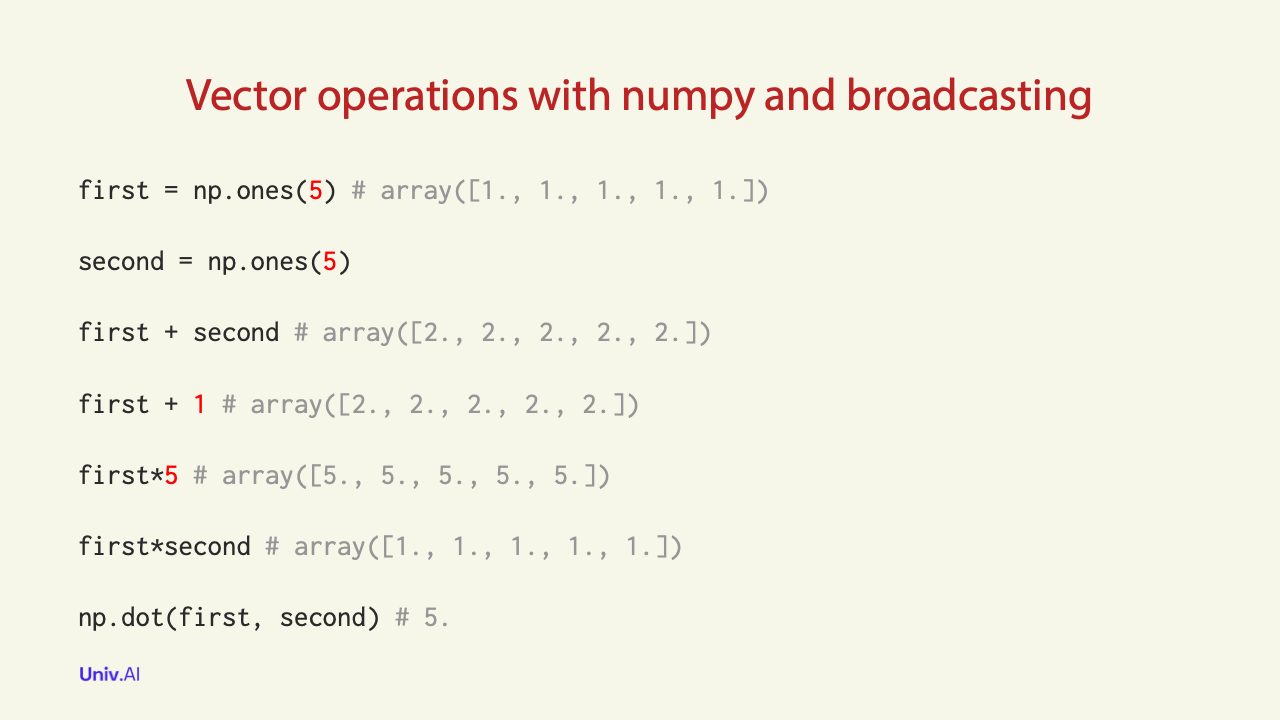 Vector operations with numpy and broadcasting
first = np.ones(5) # array([1., 1., 1., 1., 1.])
second = np.ones(5)
first + second # array([2., 2., 2., 2., 2.])
first + 1 # array([2., 2., 2., 2., 2.])
first*5 # array([5., 5., 5., 5., 5.])
first*second # array([1., 1., 1., 1., 1.])
np.dot(first, second) # 5.
Univ.AI